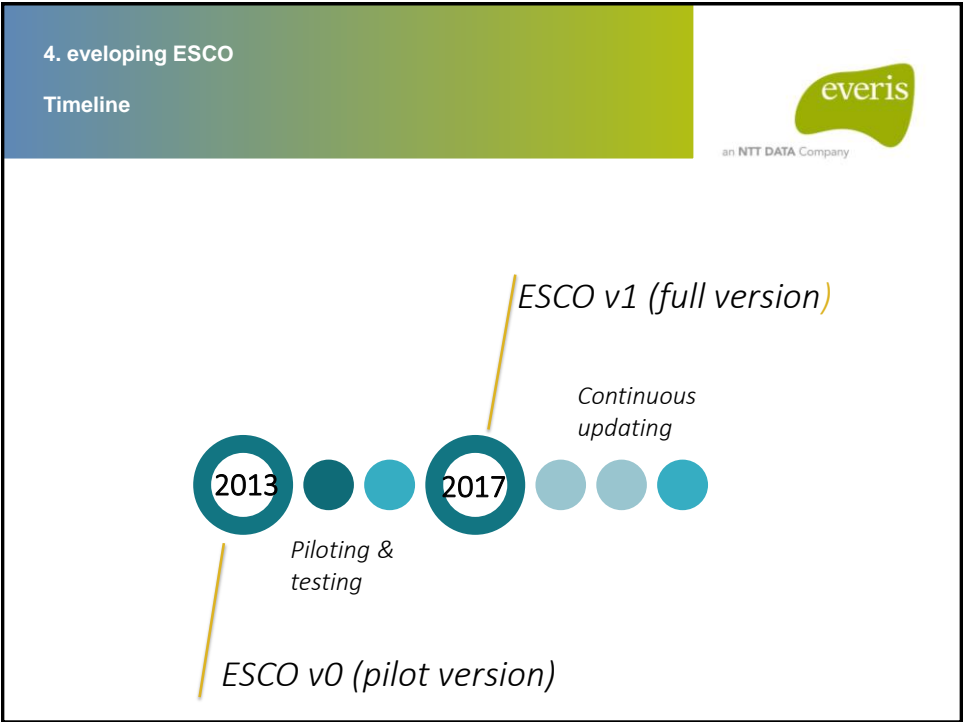 4. eveloping ESCO
Timeline
everis
an NTT DATA Company
ESCO v1 (full version)
Continuous
updating
2013
2017
Piloting &
testing
ESCO v0 (pilot version)